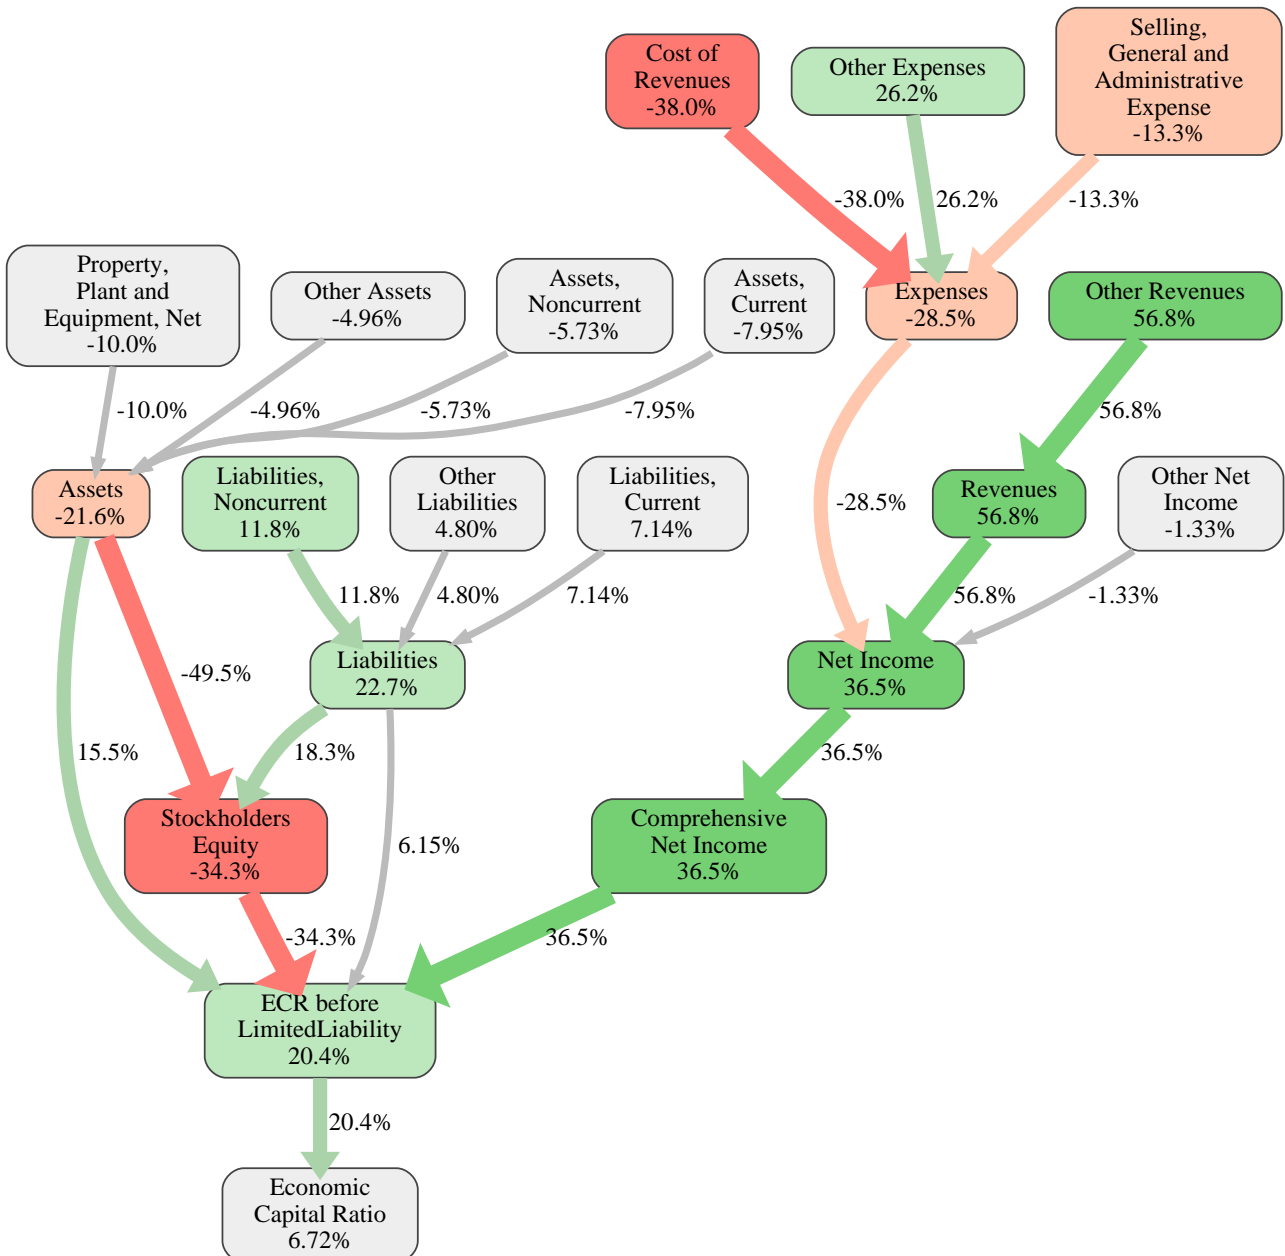 Cost of
Revenues
-38.0%
Other Expenses
26.2%
Selling,
General and
Administrative
Expense
-13.3%
-38.0%
26.2%
-13.3%
Property,
Plant and
Equipment, Net
-10.0%
Other Assets
-4.96%
Assets,
Noncurrent
-5.73%
Assets,
Current
-7.95%
Expenses
-28.5%
Other Revenues
56.8%
-10.0%
-4.96%
-5.73%
-7.95%
56.8%
Assets
-21.6%
Liabilities,
Noncurrent
11.8%
Other
Liabilities
4.80%
Liabilities,
Current
7.14%
-28.5%
Revenues
56.8%
Other Net
Income
-1.33%
11.8%
4.80%
7.14%
56.8%
-1.33%
-49.5%
Liabilities
22.7%
Net Income
36.5%
15.5%
18.3%
36.5%
Stockholders
Equity
-34.3%
6.15%
Comprehensive
Net Income
36.5%
-34.3%
36.5%
ECR before
LimitedLiability
20.4%
20.4%
Economic
Capital Ratio
6.72%